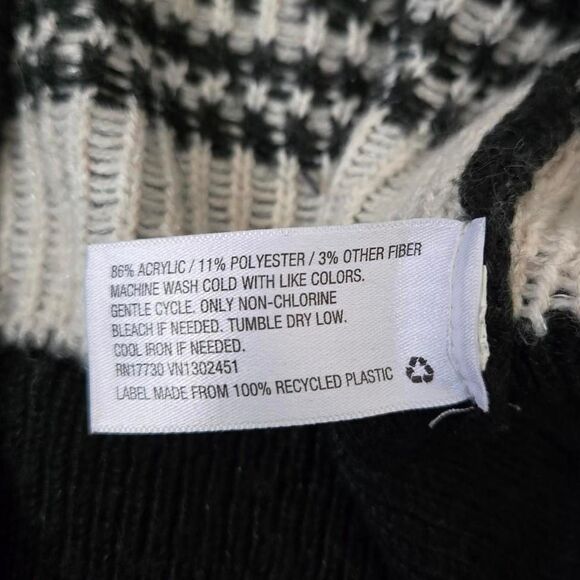 86% ACRYLIC / 11% POLYESTER / 3% OTHER FIBER
MACHINE WASH COLD WITH LIKE COLORS.
GENTLE CYCLE. ONLY NON-CHLORINE
BLEACH IF NEEDED. TUMBLE DRY LOW.
COOL IRON IF NEEDED.
RN17730 VN1302451
LABEL MADE FROM 100% RECYCLED PLASTIC